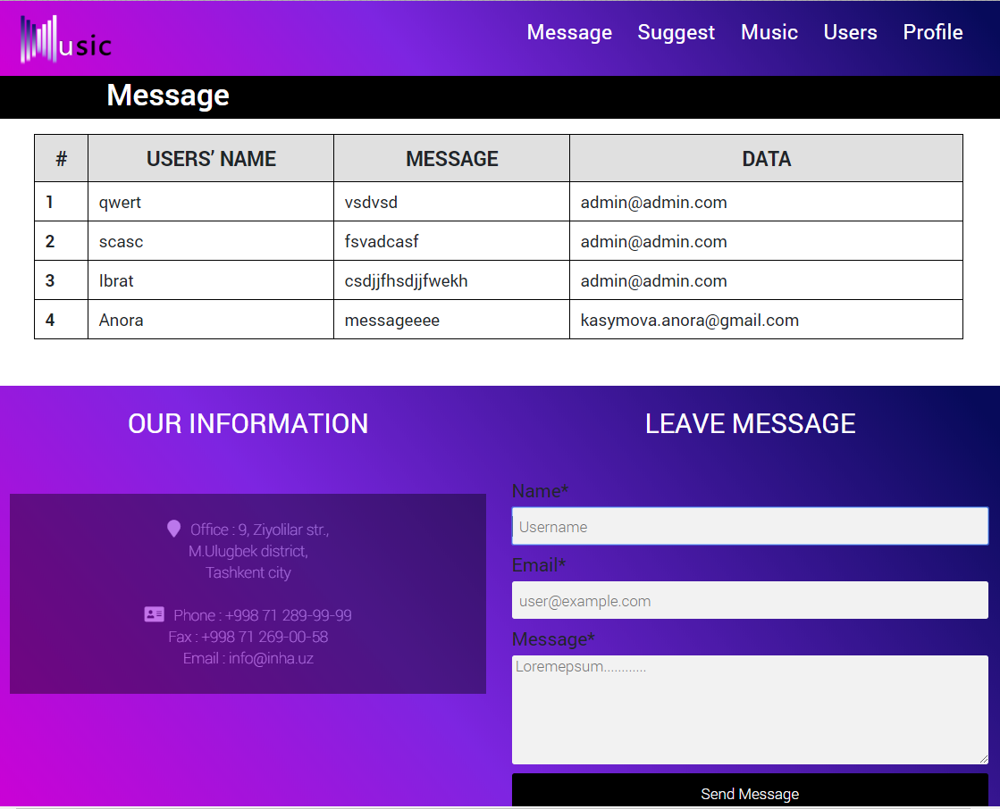 Music
Message Suggest Music Users Profile
Message
# USERS’ NAME MESSAGE DATA
1 qwert vsdvsd admin@admin.com
2 scasc fsvadcasf admin@admin.com
3 Ibrat csdjjfhsdjjfwekh admin@admin.com
4 Anora messageeee kasymova.anora@gmail.com
OUR INFORMATION
Office : 9, Ziyolilar str.,
M.Ulugbek district,
Tashkent city
Phone : +998 71 289-99-99
Fax : +998 71 269-00-58
Email : info@inha.uz
LEAVE MESSAGE
Name*
Username
Email*
user@example.com
Message*
Loremepsum............
Send Message